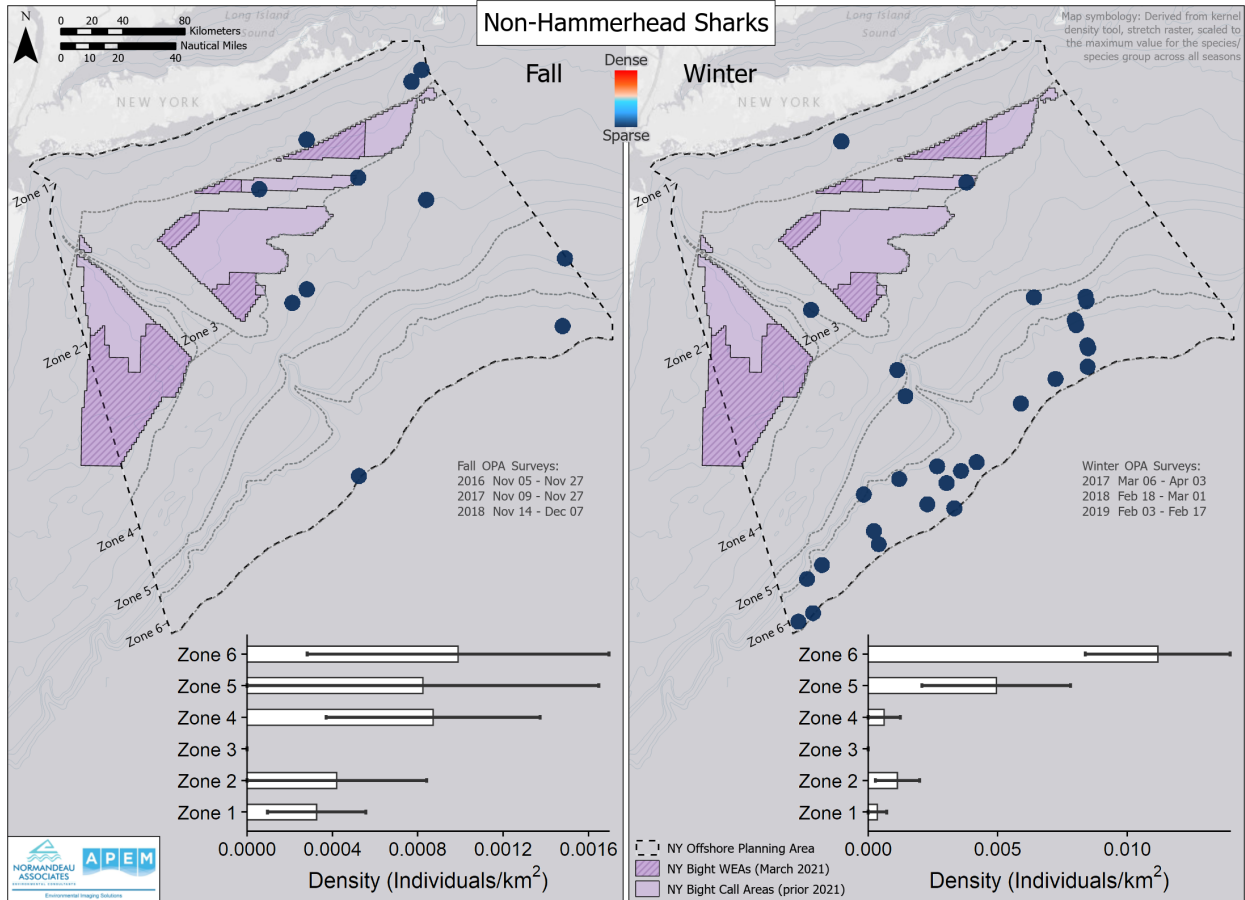 Non-Hammerhead Sharks
N
0 20 40 80
Kilometers
Nautical Miles
0 10 20 40
Long Island
Sound
NEW YORK
Fall
Dense
Sparse
Winter
Long Island
Sound
NEW YORK
Map symbology: Derived from kernel
density tool, stretch raster, scaled to
the maximum value for the species/
species group across all seasons
Zone 1
Zone 2
Zone 3
Zone 4
Zone 5
Zone 6
Fall OPA Surveys:
2016 Nov 05 - Nov 27
2017 Nov 09 - Nov 27
2018 Nov 14 - Dec 07
Zone 1
Zone 2
Zone 3
Zone 4
Zone 5
Zone 6
Winter OPA Surveys:
2017 Mar 06 - Apr 03
2018 Feb 18 - Mar 01
2019 Feb 03 - Feb 17
Zone 6
Zone 5
Zone 4
Zone 3
Zone 2
Zone 1
0.0000 0.0004 0.0008 0.0012 0.0016
Density (Individuals/km²)
Zone 6
Zone 5
Zone 4
Zone 3
Zone 2
Zone 1
0.000 0.005 0.010
Density (Individuals/km²)
NY Offshore Planning Area
NY Bight WEAs (March 2021)
NY Bight Call Areas (prior 2021)
NORMANDEAU
ASSOCIATES
ENVIRONMENTAL CONSULTANTS
APEM
Environmental Imaging Solutions